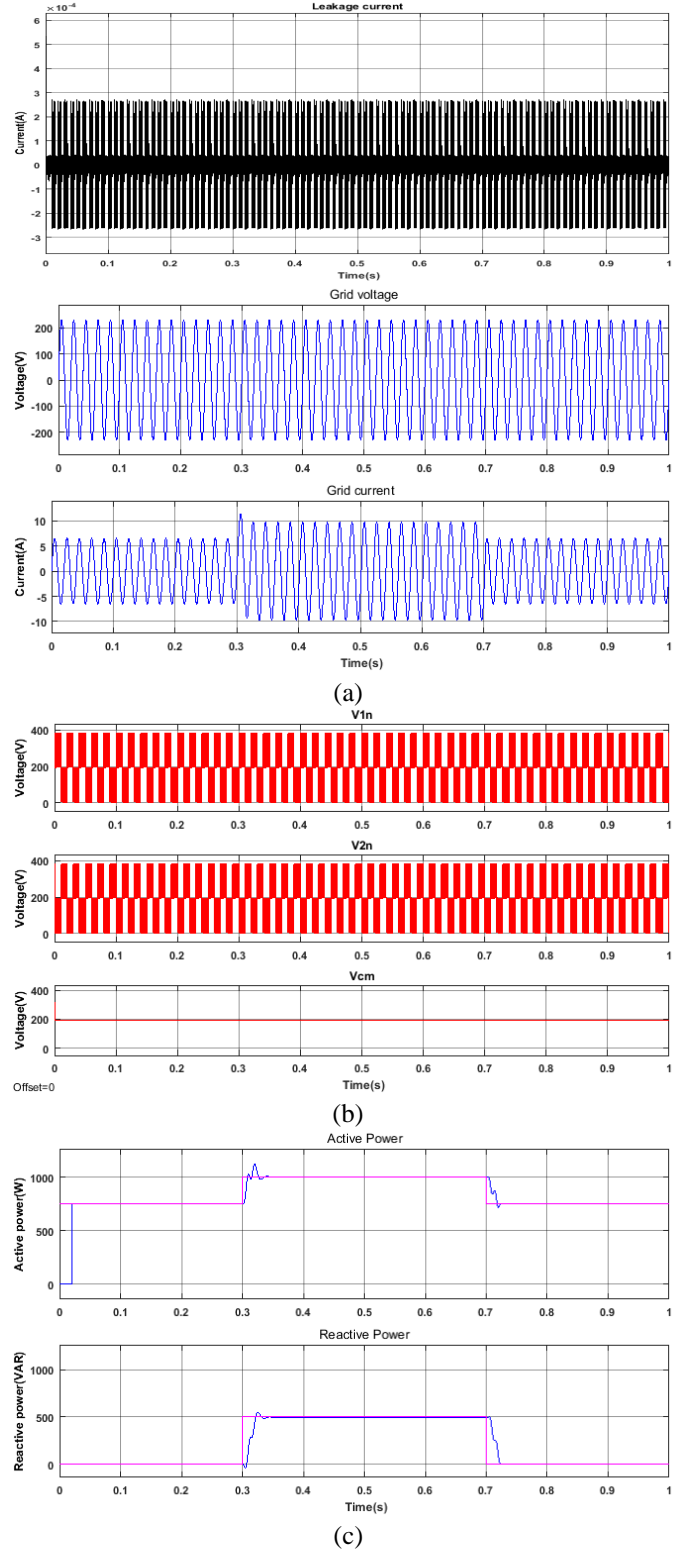 Leakage current
× 10⁻⁴
6
5
4
3
2
1
0
-1
-2
-3
Current(A)
0 0.1 0.2 0.3 0.4 0.5 0.6 0.7 0.8 0.9 1
Time(s)
Grid voltage
200
100
0
-100
-200
Voltage(V)
0 0.1 0.2 0.3 0.4 0.5 0.6 0.7 0.8 0.9 1
Grid current
10
5
0
-5
-10
Current(A)
0 0.1 0.2 0.3 0.4 0.5 0.6 0.7 0.8 0.9 1
Time(s)
(a)
V1n
400
200
0
Voltage(V)
0 0.1 0.2 0.3 0.4 0.5 0.6 0.7 0.8 0.9 1
V2n
400
200
0
Voltage(V)
0 0.1 0.2 0.3 0.4 0.5 0.6 0.7 0.8 0.9 1
Vcm
400
200
0
Voltage(V)
0 0.1 0.2 0.3 0.4 0.5 0.6 0.7 0.8 0.9 1
Offset=0
Time(s)
(b)
Active Power
1000
500
0
Active power(W)
0 0.1 0.2 0.3 0.4 0.5 0.6 0.7 0.8 0.9 1
Reactive Power
1000
500
0
Reactive power(VAR)
0 0.1 0.2 0.3 0.4 0.5 0.6 0.7 0.8 0.9 1
Time(s)
(c)